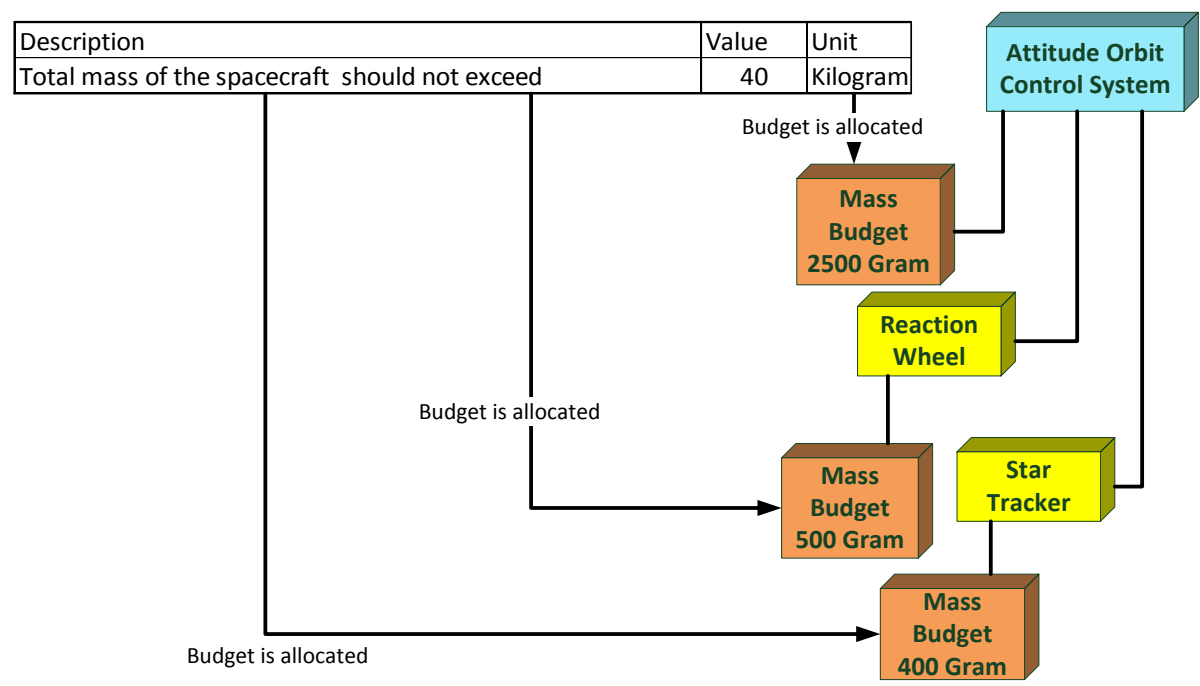 Description Value Unit
Total mass of the spacecraft should not exceed 40 Kilogram
Attitude Orbit
Control System
Budget is allocated
Mass
Budget
2500 Gram
Reaction
Wheel
Budget is allocated
Mass
Budget
500 Gram
Star
Tracker
Mass
Budget
400 Gram
Budget is allocated